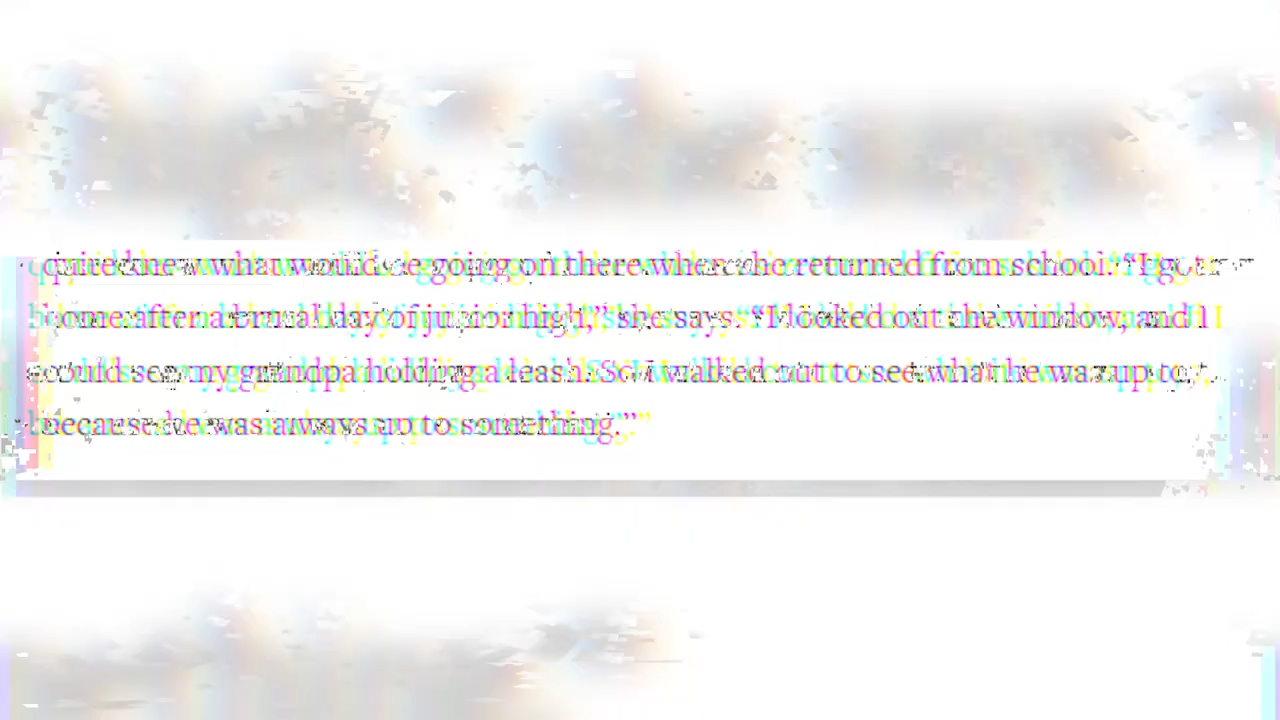 quite knew what would be going on there when she returned from school. “I got
home after a normal day of junior high,” she says. “I looked out the window, and I
could see my grandpa holding a leash. So I walked out to see what he was up to,
because he was always up to something.”